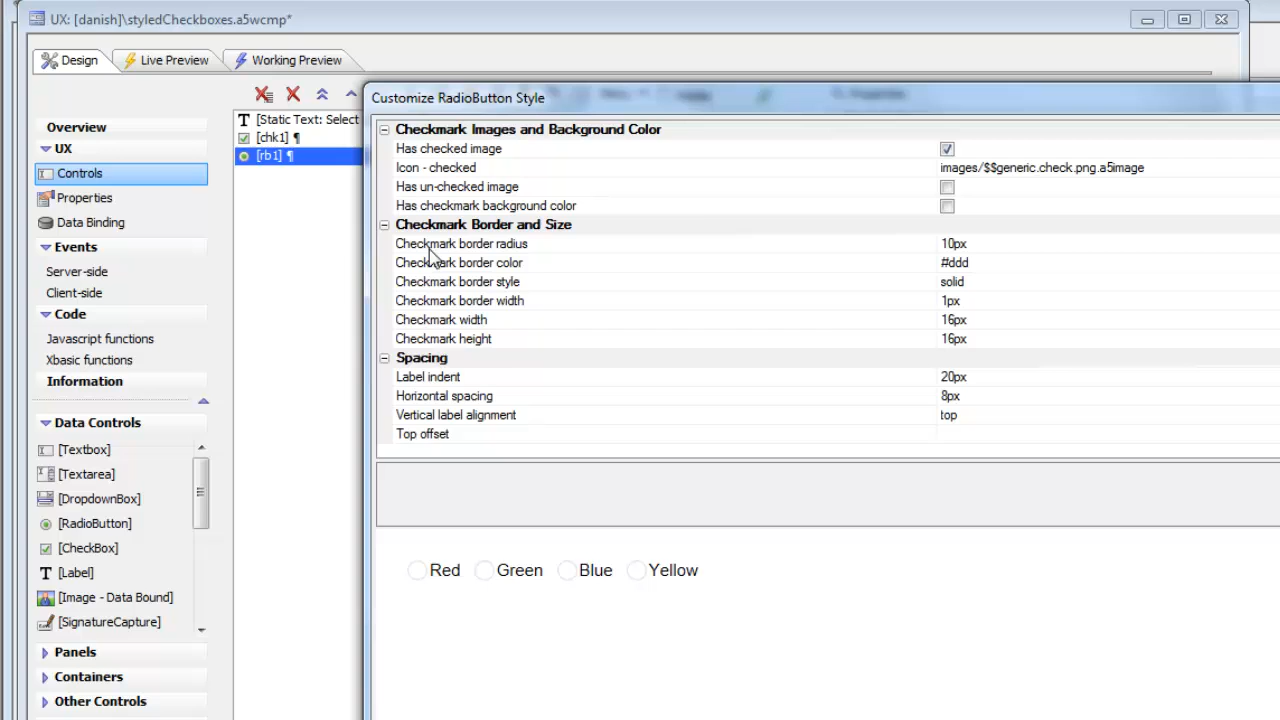 UX: [danish]\styledCheckboxes.a5wcmp*
Design
Live Preview
Working Preview
Overview
UX
Controls
Properties
Data Binding
Events
Server-side
Client-side
Code
Javascript functions
Xbasic functions
Information
Data Controls
[Textbox]
[Textarea]
[DropdownBox]
[RadioButton]
[CheckBox]
[Label]
[Image - Data Bound]
[SignatureCapture]
Panels
Containers
Other Controls
[Static Text: Select
[chk1] ¶
[rb1] ¶
Customize RadioButton Style
Checkmark Images and Background Color
Has checked image
Icon - checked images/$$generic.check.png.a5image
Has un-checked image
Has checkmark background color
Checkmark Border and Size
Checkmark border radius 10px
Checkmark border color #ddd
Checkmark border style solid
Checkmark border width 1px
Checkmark width 16px
Checkmark height 16px
Spacing
Label indent 20px
Horizontal spacing 8px
Vertical label alignment top
Top offset
Red Green Blue Yellow